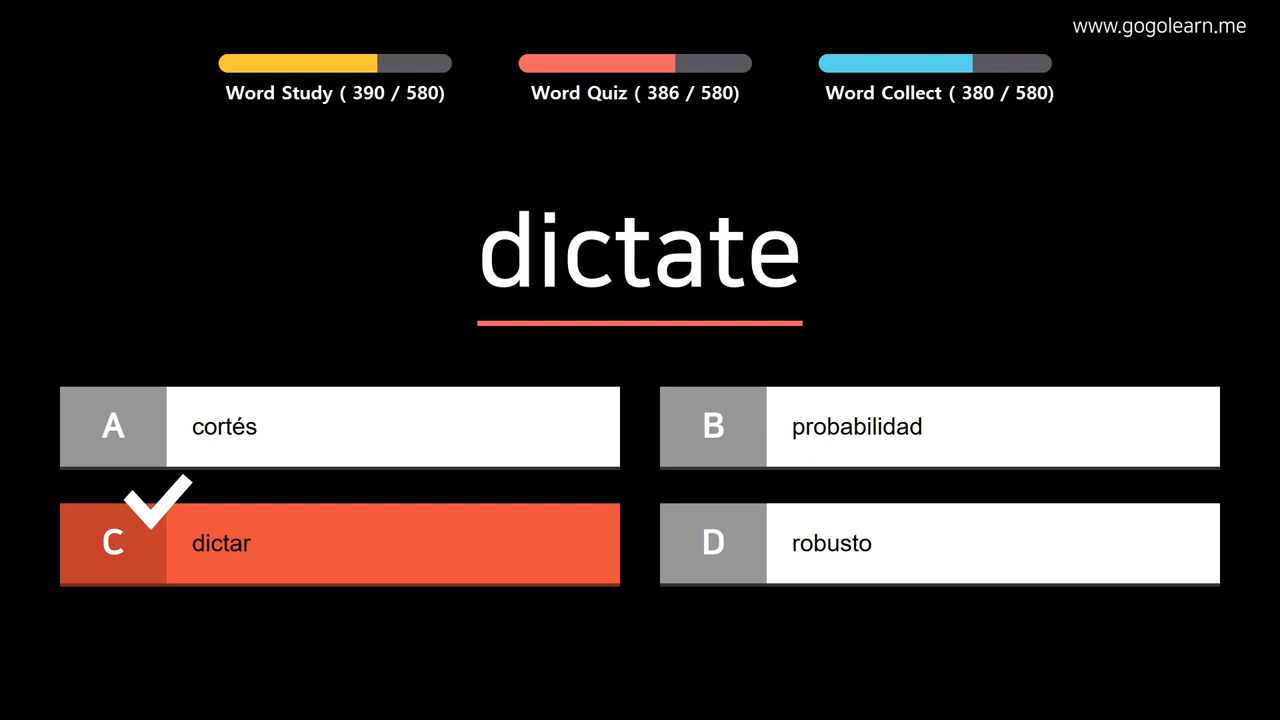 www.gogolearn.me
Word Study ( 390 / 580)
Word Quiz ( 386 / 580)
Word Collect ( 380 / 580)
dictate
A cortés
B probabilidad
C dictar
D robusto